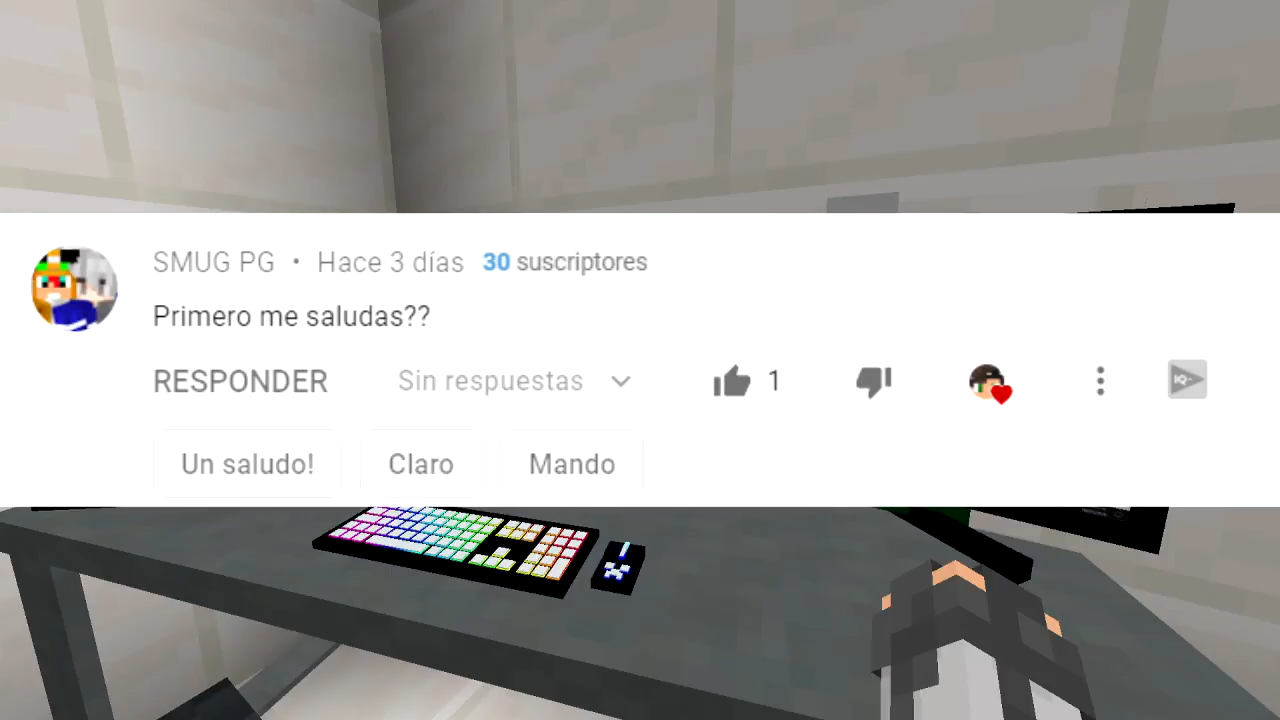 SMUG PG • Hace 3 días 30 suscriptores
Primero me saludas??
RESPONDER Sin respuestas 1
Un saludo! Claro Mando